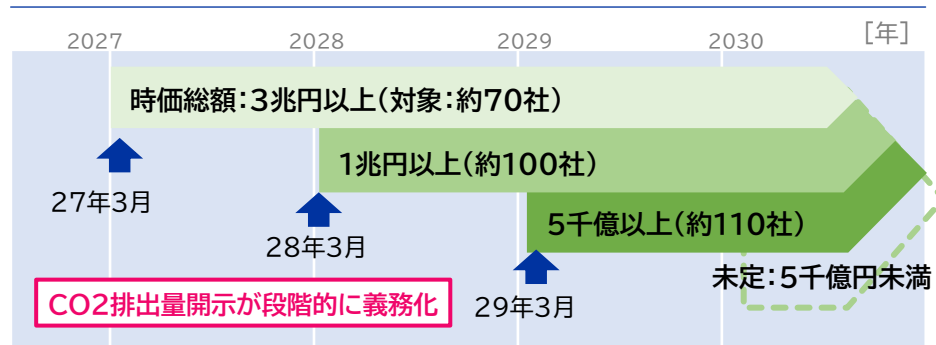 2027 2028 2029 2030 [年]
時価総額:3兆円以上(対象:約70社)
1兆円以上(約100社)
27年3月
5千億以上(約110社)
28年3月
未定:5千億円未満
CO2排出量開示が段階的に義務化
29年3月